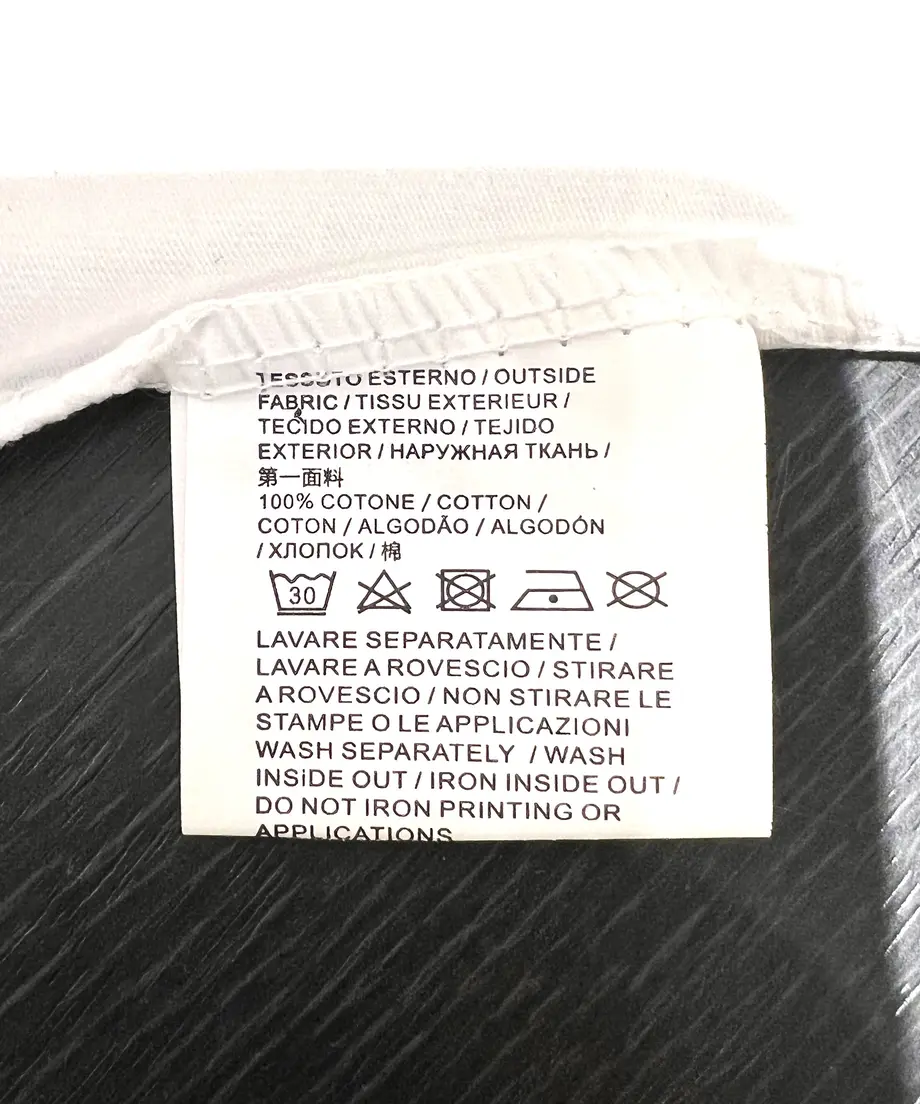 TESSUTO ESTERNO / OUTSIDE
FABRIC / TISSU EXTERIEUR /
TECIDO EXTERNO / TEJIDO
EXTERIOR / НАРУЖНАЯ ТКАНЬ /
第一面料
100% COTONE / COTTON /
COTON / ALGODÃO / ALGODÓN
/ ХЛОПОК / 棉
30
LAVARE SEPARATAMENTE /
LAVARE A ROVESCIO / STIRARE
A ROVESCIO / NON STIRARE LE
STAMPE O LE APPLICAZIONI
WASH SEPARATELY / WASH
INSiDE OUT / IRON INSIDE OUT /
DO NOT IRON PRINTING OR
APPLICATIONS